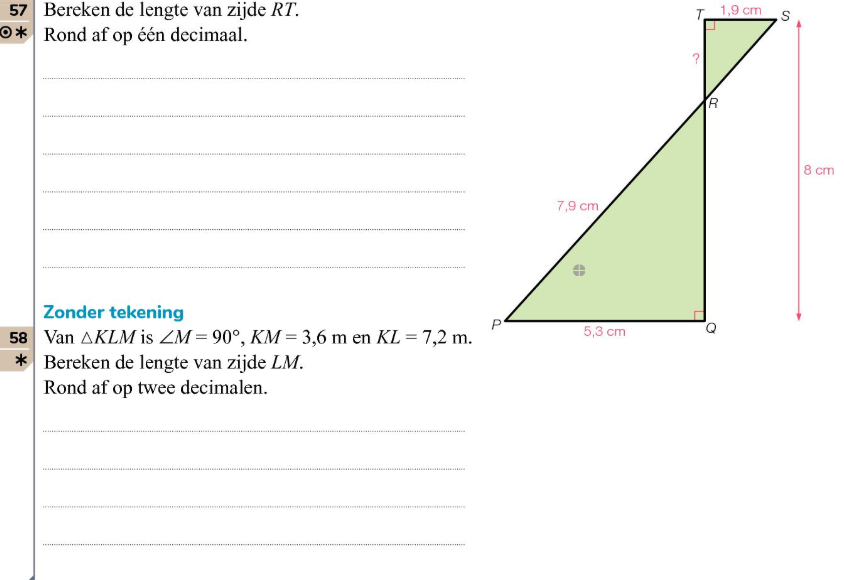 57 Bereken de lengte van zijde RT.
Rond af op één decimaal.
T 1,9 cm S
?
R
8 cm
7,9 cm
P
5,3 cm
Q
Zonder tekening
58 Van △KLM is ∠M = 90°, KM = 3,6 m en KL = 7,2 m.
Bereken de lengte van zijde LM.
Rond af op twee decimalen.